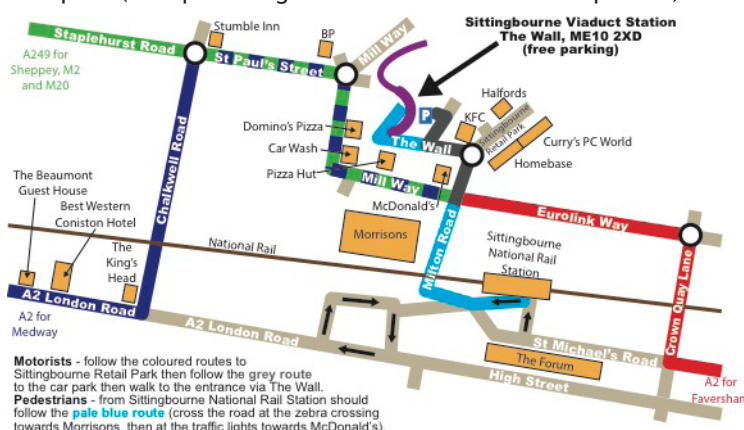 Sittingbourne Viaduct Station
The Wall, ME10 2XD
(free parking)
Stumble Inn
BP
Mill Way
Staplehurst Road
St Paul's Street
A249 for
Sheppey, M2
and M20
Halfords
P
KFC
Sittingbourne
Retail Park
Domino's Pizza
The Wall
Curry's PC World
Car Wash
Homebase
Pizza Hut
Mill Way
Chalkwell Road
The Beaumont
Guest House
Best Western
Coniston Hotel
McDonald's
Eurolink Way
Morrisons
Milton Road
National Rail
Sittingbourne
National Rail
Station
The
King's
Head
Crown Quay Lane
A2 London Road
A2 for
Medway
A2 London Road
St Michael's Road
The Forum
High Street
A2 for
Faversham
Motorists - follow the coloured routes to
Sittingbourne Retail Park then follow the grey route
to the car park then walk to the entrance via The Wall.
Pedestrians - from Sittingbourne National Rail Station should
follow the pale blue route (cross the road at the zebra crossing
towards Morrisons, then at the traffic lights towards McDonald's).